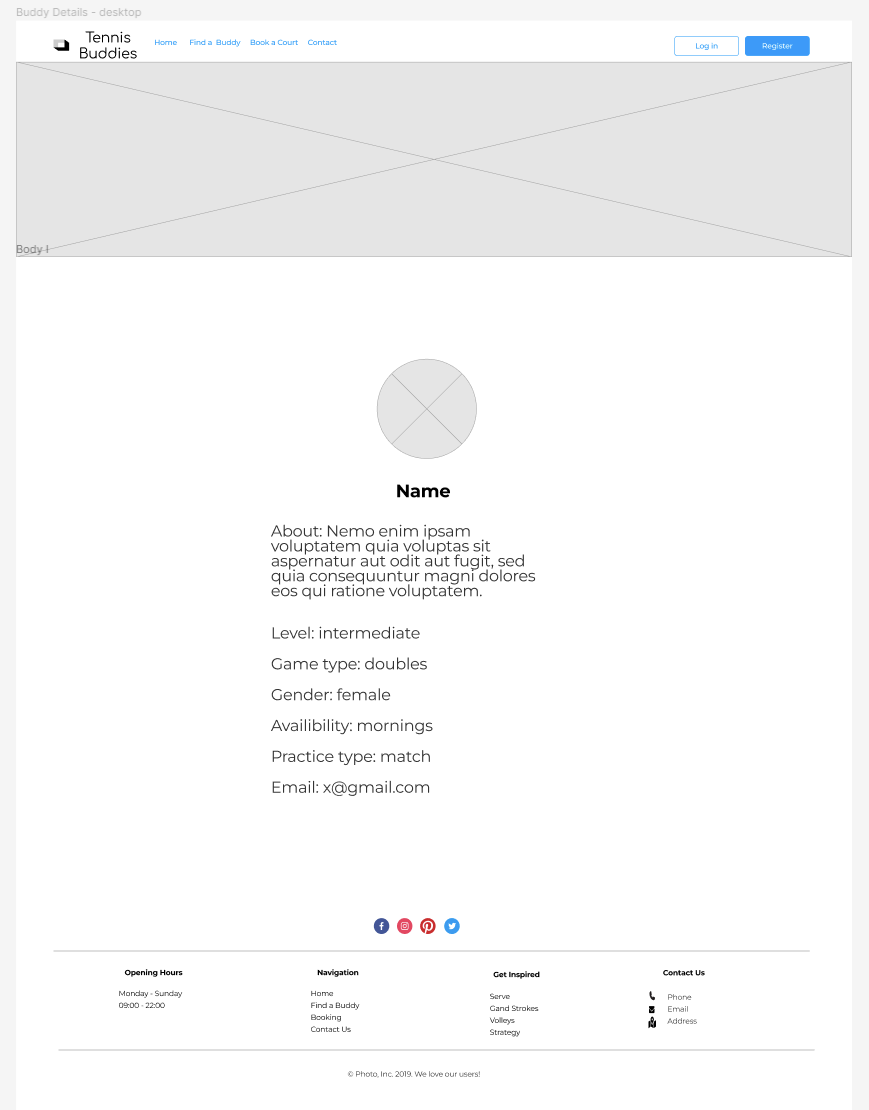 Buddy Details - desktop
Tennis
Buddies
Home
Find a Buddy
Book a Court
Contact
Log in
Register
Body I
Name
About: Nemo enim ipsam
voluptatem quia voluptas sit
aspernatur aut odit aut fugit, sed
quia consequuntur magni dolores
eos qui ratione voluptatem.
Level: intermediate
Game type: doubles
Gender: female
Availibility: mornings
Practice type: match
Email: x@gmail.com
Opening Hours
Monday - Sunday
09:00 - 22:00
Navigation
Home
Find a Buddy
Booking
Contact Us
Get Inspired
Serve
Gand Strokes
Volleys
Strategy
Contact Us
Phone
Email
Address
© Photo, Inc. 2019. We love our users!